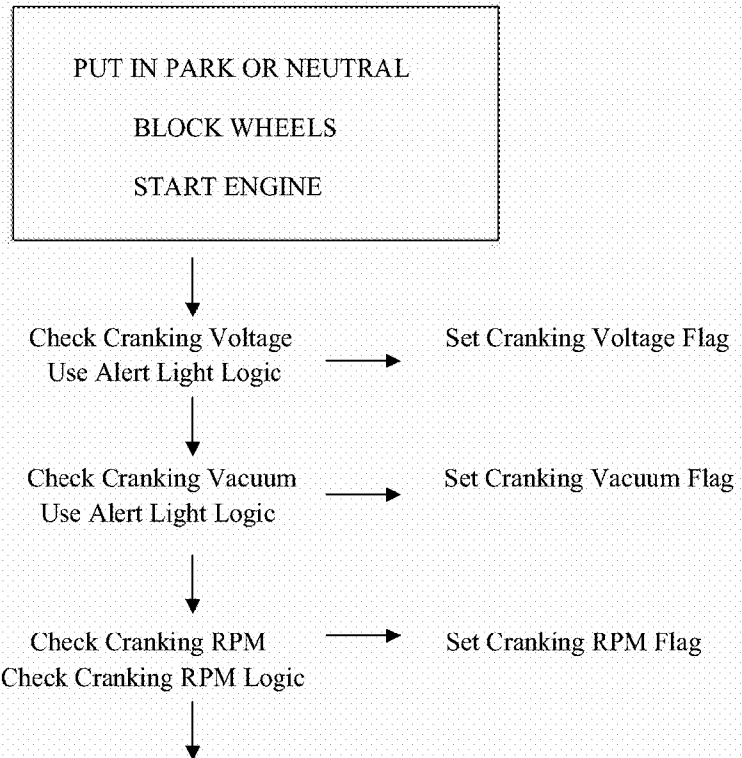 PUT IN PARK OR NEUTRAL
BLOCK WHEELS
START ENGINE
Check Cranking Voltage
Use Alert Light Logic
Set Cranking Voltage Flag
Check Cranking Vacuum
Use Alert Light Logic
Set Cranking Vacuum Flag
Check Cranking RPM
Check Cranking RPM Logic
Set Cranking RPM Flag